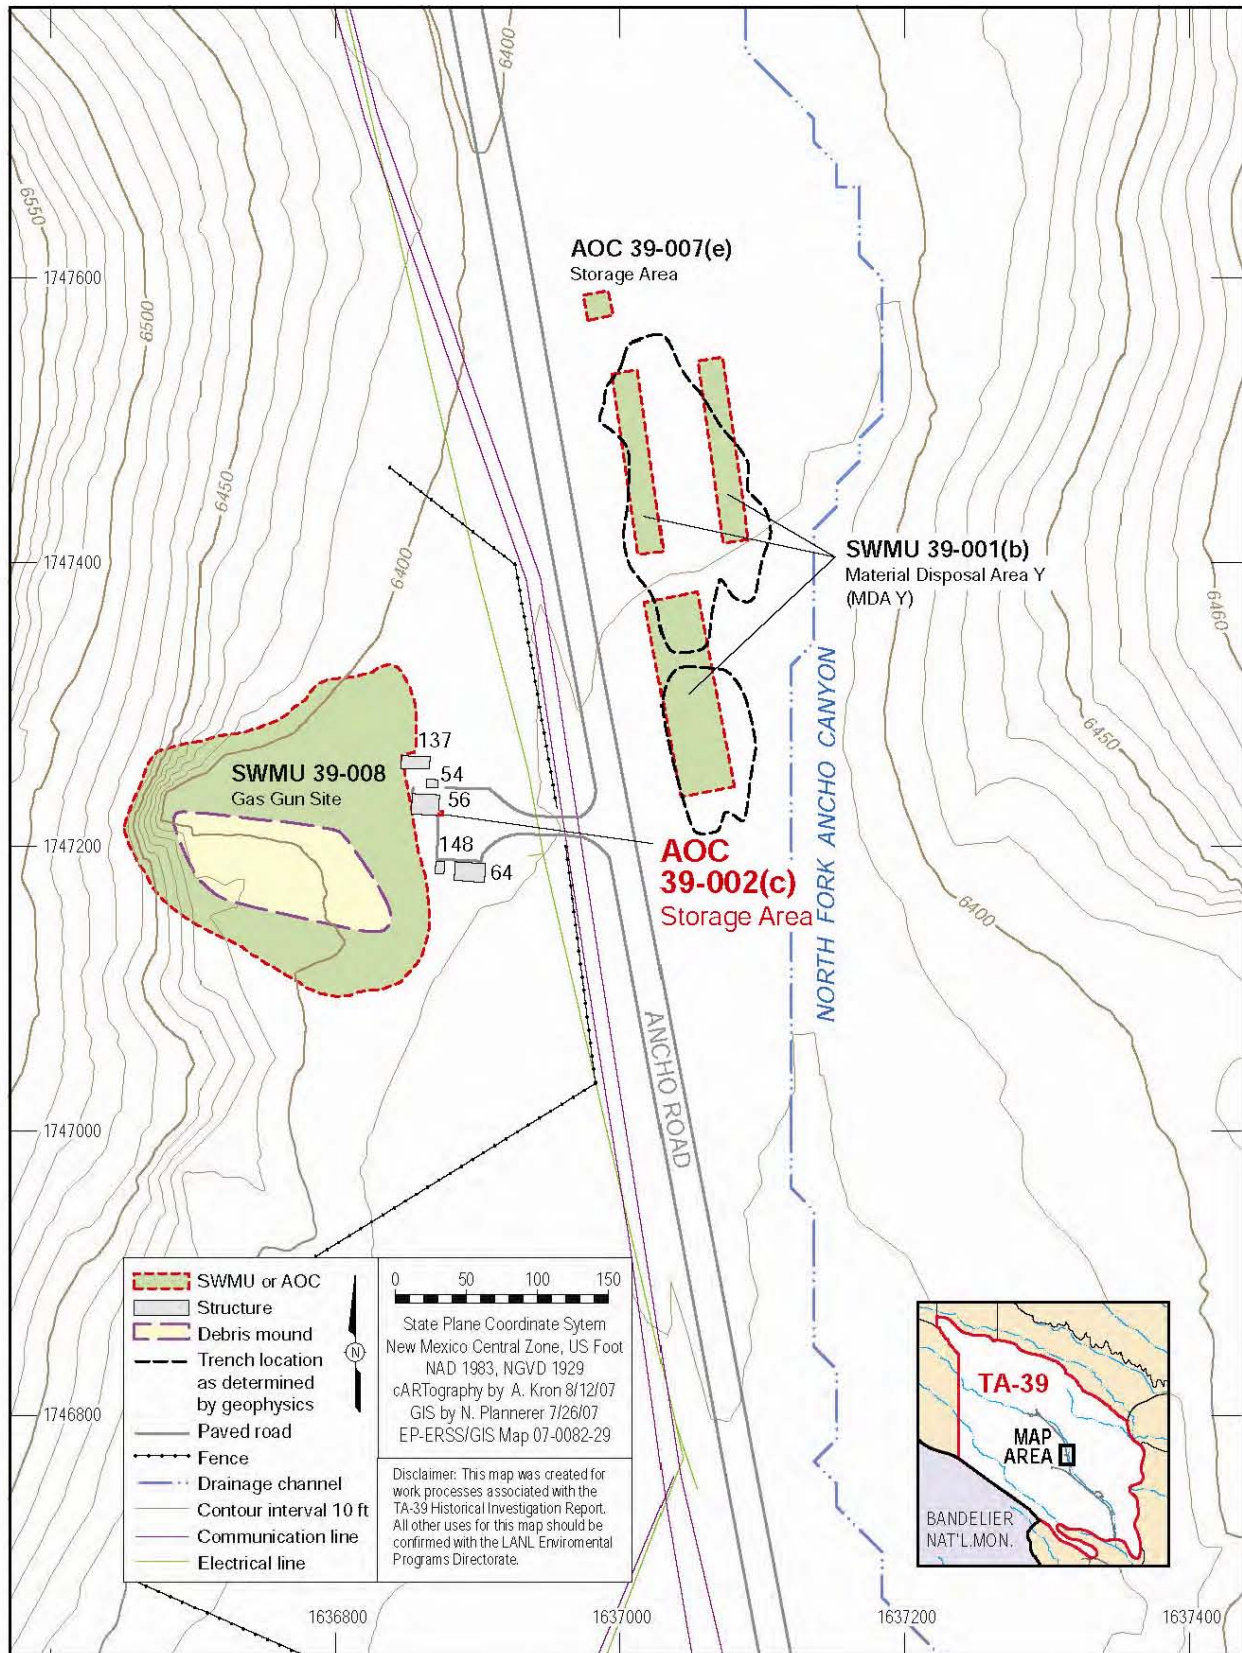 6400
6550
6500
6450
6400
1747600
AOC 39-007(e)
Storage Area
1747400
SWMU 39-001(b)
Material Disposal Area Y
(MDA Y)
6460
6450
6400
NORTH FORK ANCHO CANYON
137
54
56
148
64
SWMU 39-008
Gas Gun Site
1747200
AOC
39-002(c)
Storage Area
ANCHO ROAD
1747000
1746800
SWMU or AOC
Structure
Debris mound
Trench location
as determined
by geophysics
Paved road
Fence
Drainage channel
Contour interval 10 ft
Communication line
Electrical line
N
0 50 100 150
State Plane Coordinate Sytem
New Mexico Central Zone, US Foot
NAD 1983, NGVD 1929
cARTography by A. Kron 8/12/07
GIS by N. Plannerer 7/26/07
EP-ERSS/GIS Map 07-0082-29
Disclaimer: This map was created for
work processes associated with the
TA-39 Historical Investigation Report.
All other uses for this map should be
confirmed with the LANL Enviromental
Programs Directorate.
TA-39
MAP
AREA
BANDELIER
NAT'L.MON.
1636800
1637000
1637200
1637400